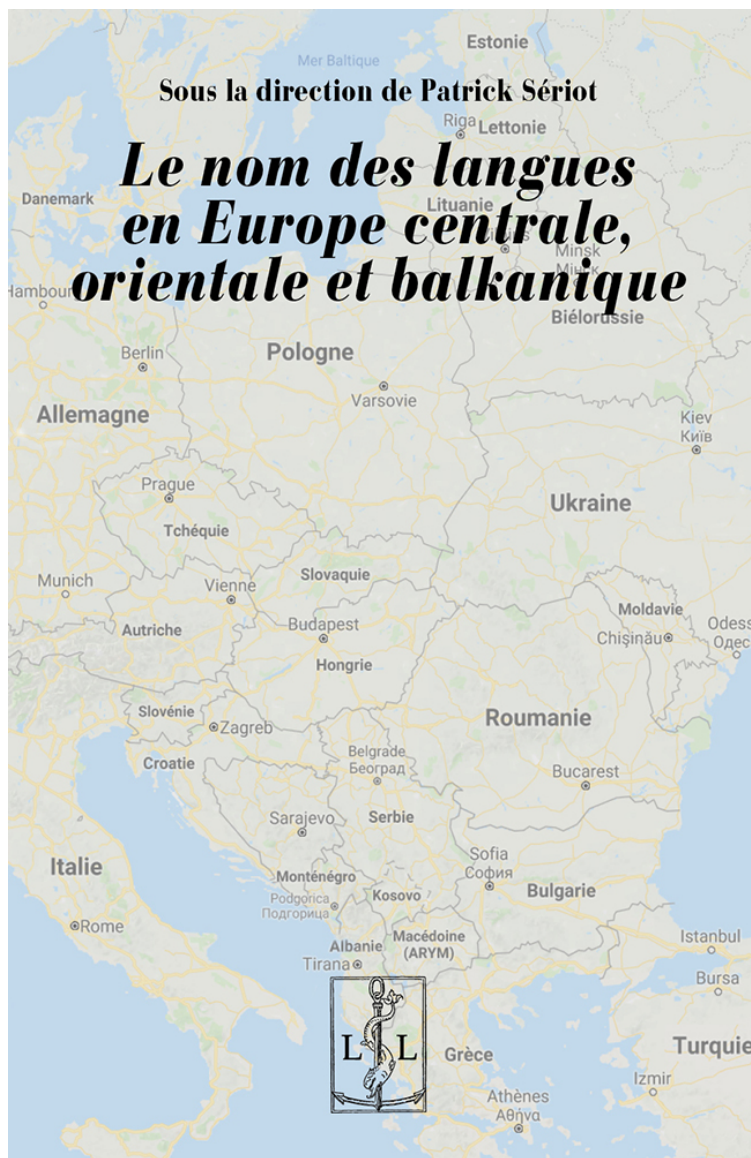 Estonie
Mer Baltique
Sous la direction de Patrick Sériot
Riga
Lettonie
Le nom des langues
Danemark
Lituanie
en Europe centrale,
Minsk
orientale et balkanique
Biélorussie
Berlin
Pologne
Varsovie
Allemagne
Kiev
Київ
Prague
Ukraine
Tchéquie
Slovaquie
Munich
Vienne
Moldavie
Budapest
Odess
Autriche
Chișinău
Одес
Hongrie
Slovénie
Zagreb
Roumanie
Croatie
Belgrade
Београд
Bucarest
Sarajevo
Serbie
Sofia
София
Italie
Monténégro
Kosovo
Bulgarie
Podgorica
Подгорица
Rome
Albanie
Macédoine
(ARYM)
Istanbul
Tirana
Bursa
L L
Grèce
Turquie
Izmir
Athènes
Αθήνα